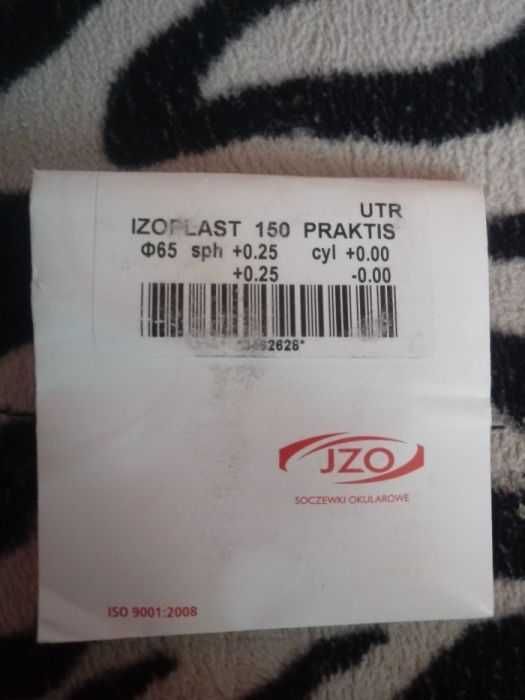 UTR
IZOPLAST 150 PRAKTIS
Φ65 sph +0.25 cyl +0.00
+0.25 -0.00
JZO
SOCZEWKI OKULAROWE
ISO 9001:2008